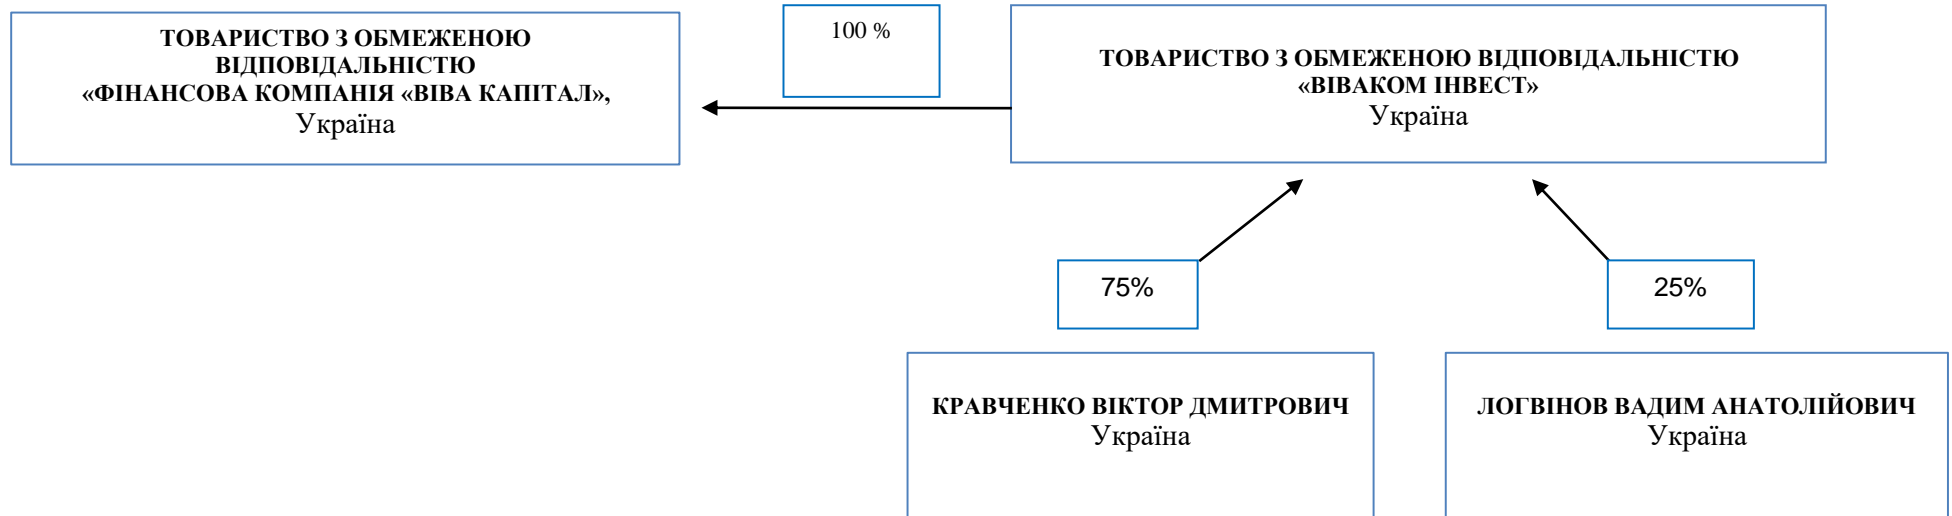 ТОВАРИСТВО З ОБМЕЖЕНОЮ
ВІДПОВІДАЛЬНІСТЮ
«ФІНАНСОВА КОМПАНІЯ «ВІВА КАПІТАЛ»,
Україна
100 %
ТОВАРИСТВО З ОБМЕЖЕНОЮ ВІДПОВІДАЛЬНІСТЮ
«ВІВАКОМ ІНВЕСТ»
Україна
75%
25%
КРАВЧЕНКО ВІКТОР ДМИТРОВИЧ
Україна
ЛОГВІНОВ ВАДИМ АНАТОЛІЙОВИЧ
Україна